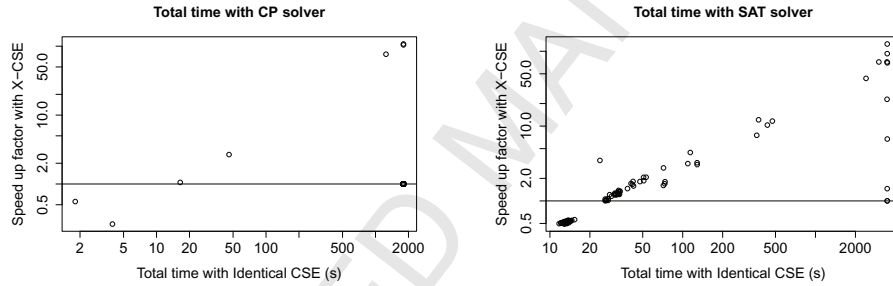 Total time with CP solver
Speed up factor with X−CSE
50.0
10.0
2.0
0.5
2 5 10 20 50 100 500 2000
Total time with Identical CSE (s)
Total time with SAT solver
Speed up factor with X−CSE
50.0
10.0
2.0
0.5
10 20 50 100 200 500 2000
Total time with Identical CSE (s)